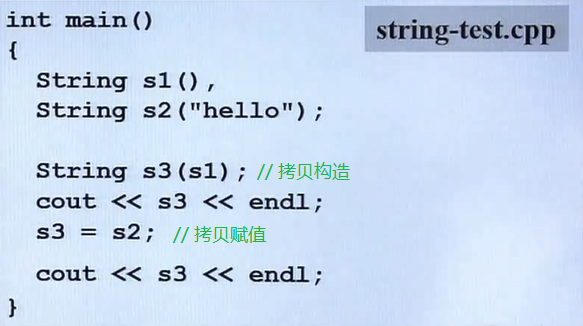 string-test.cpp
int main()
{
String s1(),
String s2("hello");
String s3(s1); // 拷贝构造
cout << s3 << endl;
s3 = s2; // 拷贝赋值
cout << s3 << endl;
}